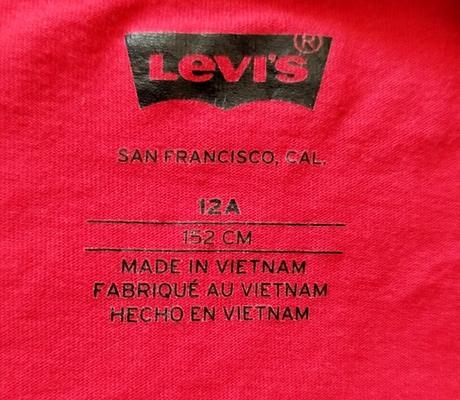 Levi's ®
SAN FRANCISCO, CAL.
12A
152 CM
MADE IN VIETNAM
FABRIQUÉ AU VIETNAM
HECHO EN VIETNAM